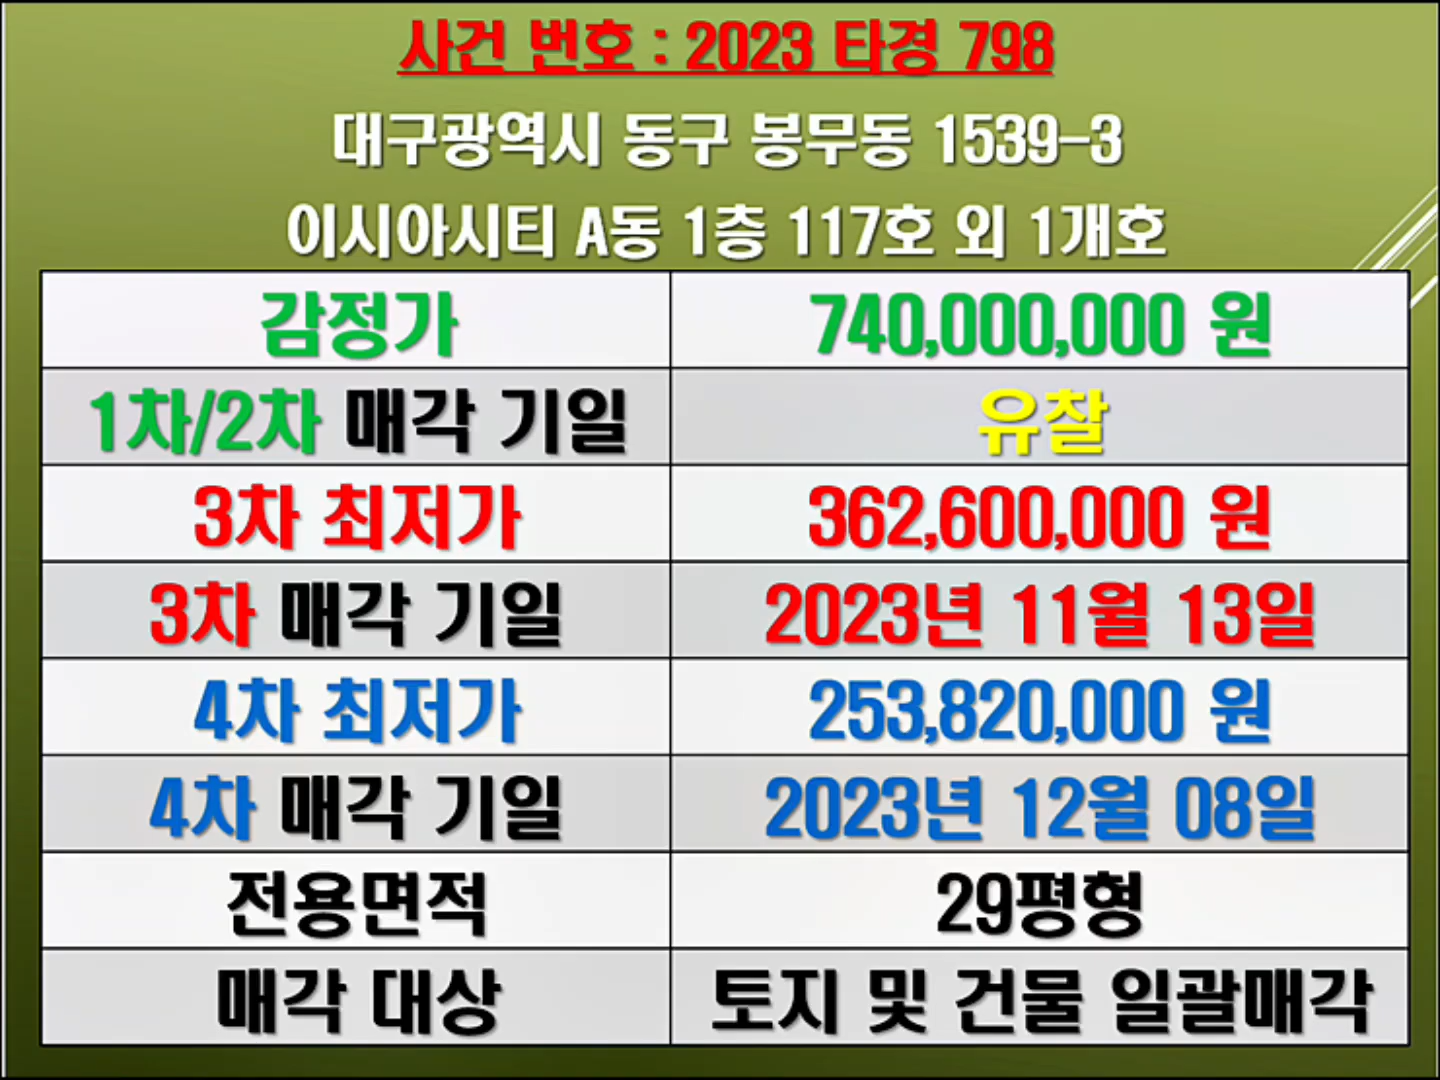 사건 번호 : 2023 타경 798
대구광역시 동구 봉무동 1539-3
이시아시티 A동 1층 117호 외 1개호
감정가 740,000,000 원
1차/2차 매각 기일 유찰
3차 최저가 362,600,000 원
3차 매각 기일 2023년 11월 13일
4차 최저가 253,820,000 원
4차 매각 기일 2023년 12월 08일
전용면적 29평형
매각 대상 토지 및 건물 일괄매각